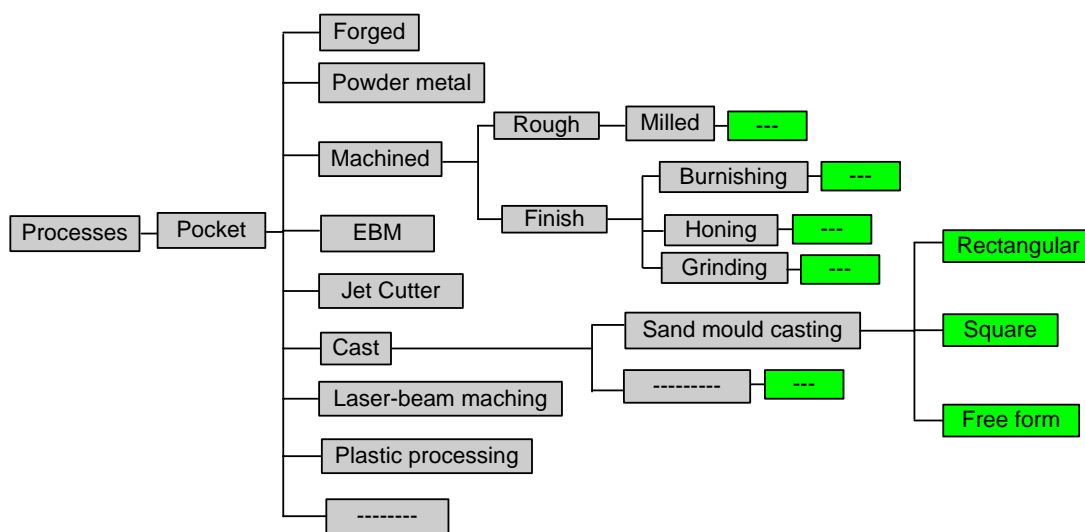 Forged
Powder metal
Rough
Milled
---
Machined
Burnishing
---
Finish
Processes
Pocket
EBM
Honing
---
Rectangular
Grinding
---
Jet Cutter
Sand mould casting
Square
Cast
---------
---
Laser-beam maching
Free form
Plastic processing
--------